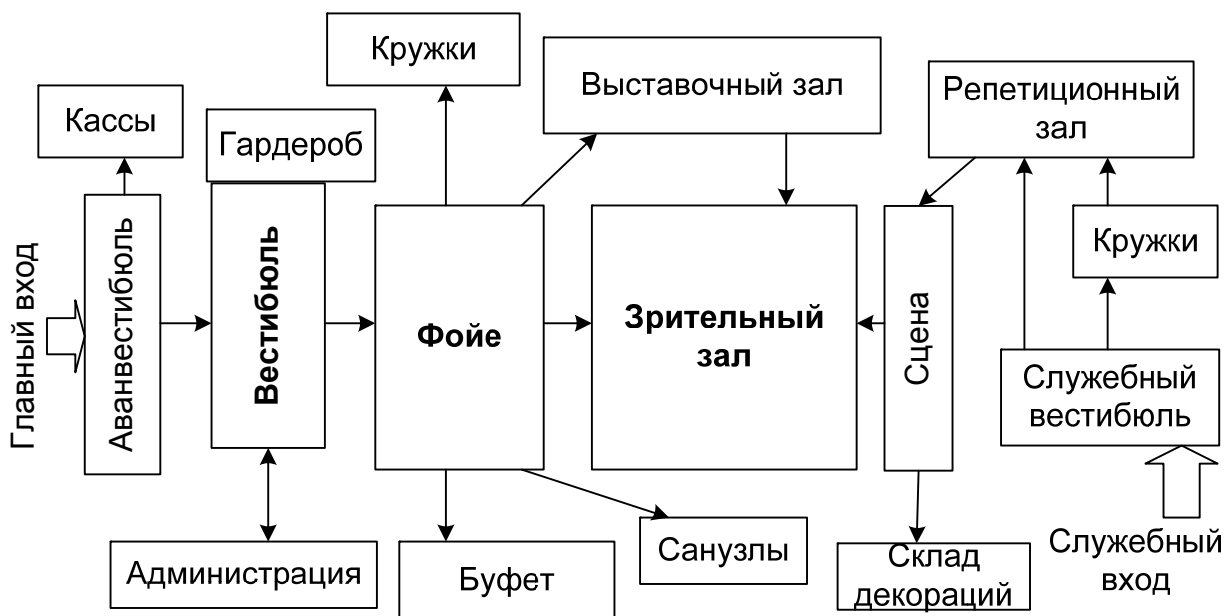 Кружки
Выставочный зал
Репетиционный
зал
Кассы
Гардероб
Главный вход
Аванвестибюль
Вестибюль
Фойе
Зрительный
зал
Сцена
Кружки
Служебный
вестибюль
Администрация
Буфет
Санузлы
Склад
декораций
Служебный
вход